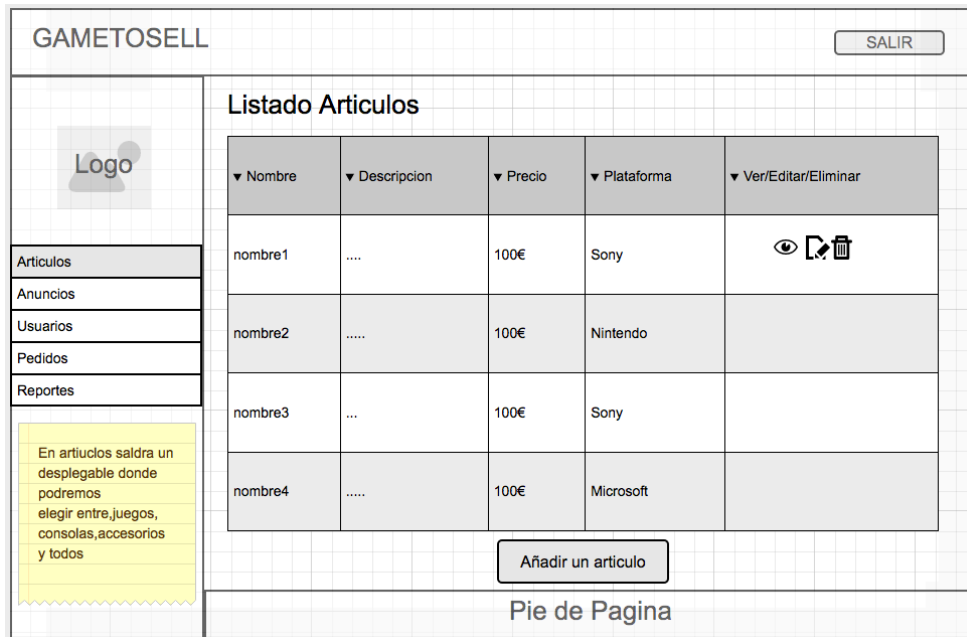 GAMETOSELL
SALIR
Logo
Articulos
Anuncios
Usuarios
Pedidos
Reportes
En artiuclos saldra un
desplegable donde
podremos
elegir entre,juegos,
consolas,accesorios
y todos
Listado Articulos
▼ Nombre ▼ Descripcion ▼ Precio ▼ Plataforma ▼ Ver/Editar/Eliminar
nombre1 .... 100€ Sony
nombre2 ..... 100€ Nintendo
nombre3 ... 100€ Sony
nombre4 ..... 100€ Microsoft
Añadir un articulo
Pie de Pagina